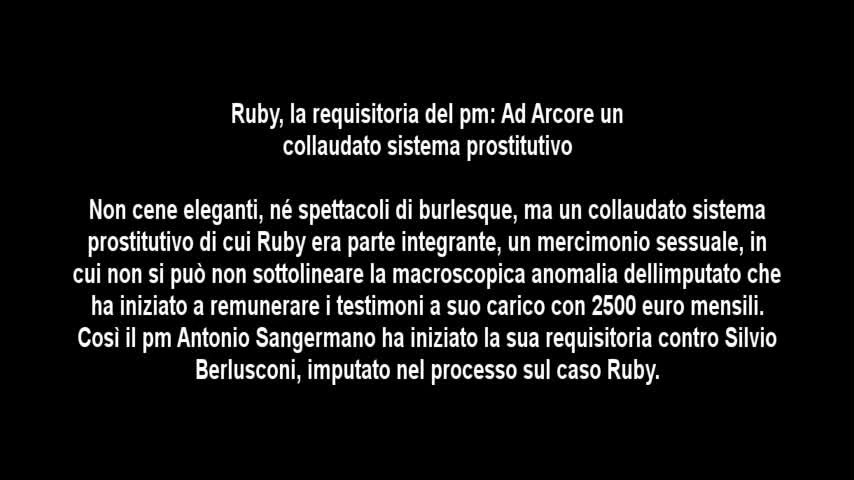 Ruby, la requisitoria del pm: Ad Arcore un
collaudato sistema prostitutivo
Non cene eleganti, né spettacoli di burlesque, ma un collaudato sistema
prostitutivo di cui Ruby era parte integrante, un mercimonio sessuale, in
cui non si può non sottolineare la macroscopica anomalia dellimputato che
ha iniziato a remunerare i testimoni a suo carico con 2500 euro mensili.
Così il pm Antonio Sangermano ha iniziato la sua requisitoria contro Silvio
Berlusconi, imputato nel processo sul caso Ruby.